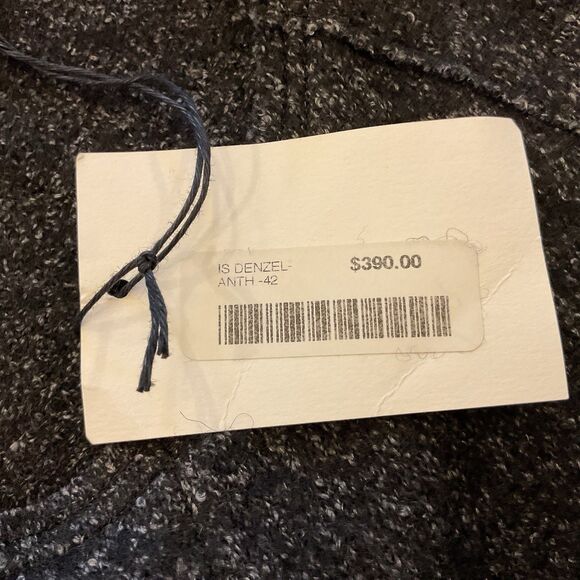 IS DENZEL- $390.00
ANTH -42